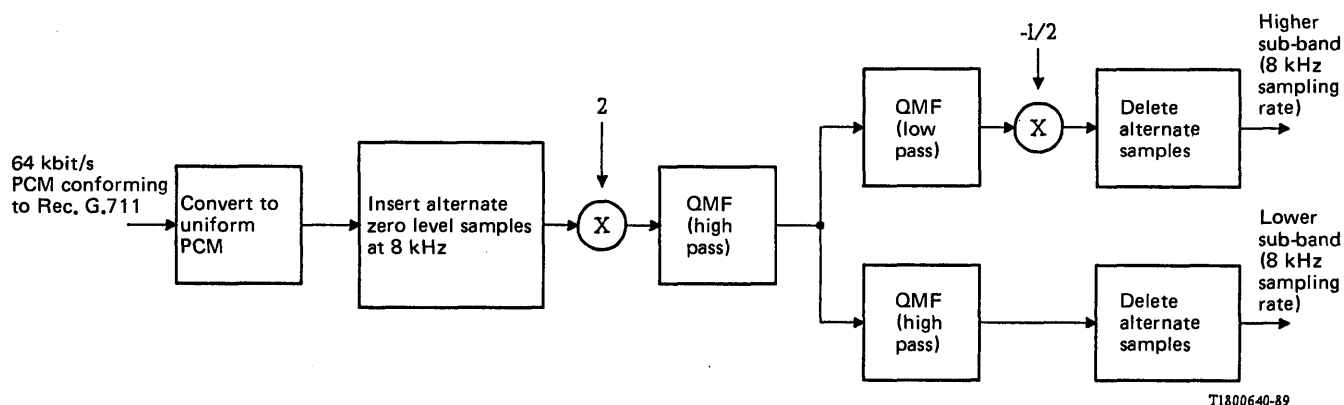 64 kbit/s
PCM conforming
to Rec. G.711
Convert to
uniform
PCM
Insert alternate
zero level samples
at 8 kHz
2
X
QMF
(high
pass)
QMF
(low
pass)
-1/2
X
Delete
alternate
samples
Higher
sub-band
(8 kHz
sampling
rate)
QMF
(high
pass)
Delete
alternate
samples
Lower
sub-band
(8 kHz
sampling
rate)
T1800640-89